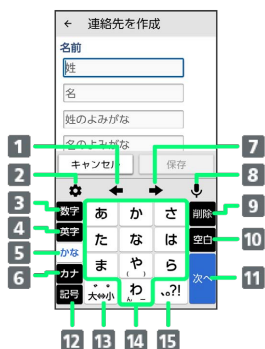 ← 連絡先を作成
名前
姓
名
姓のよみがな
名のよみがな
キャンセル 保存
1 7
2 8
3 数字 あ か さ 削除 9
4 英字 た な は 空白 10
5 かな ま や ( ) ら 次へ 11
6 カナ
記号 大⇔小 わ 、。?!
12 13 14 15